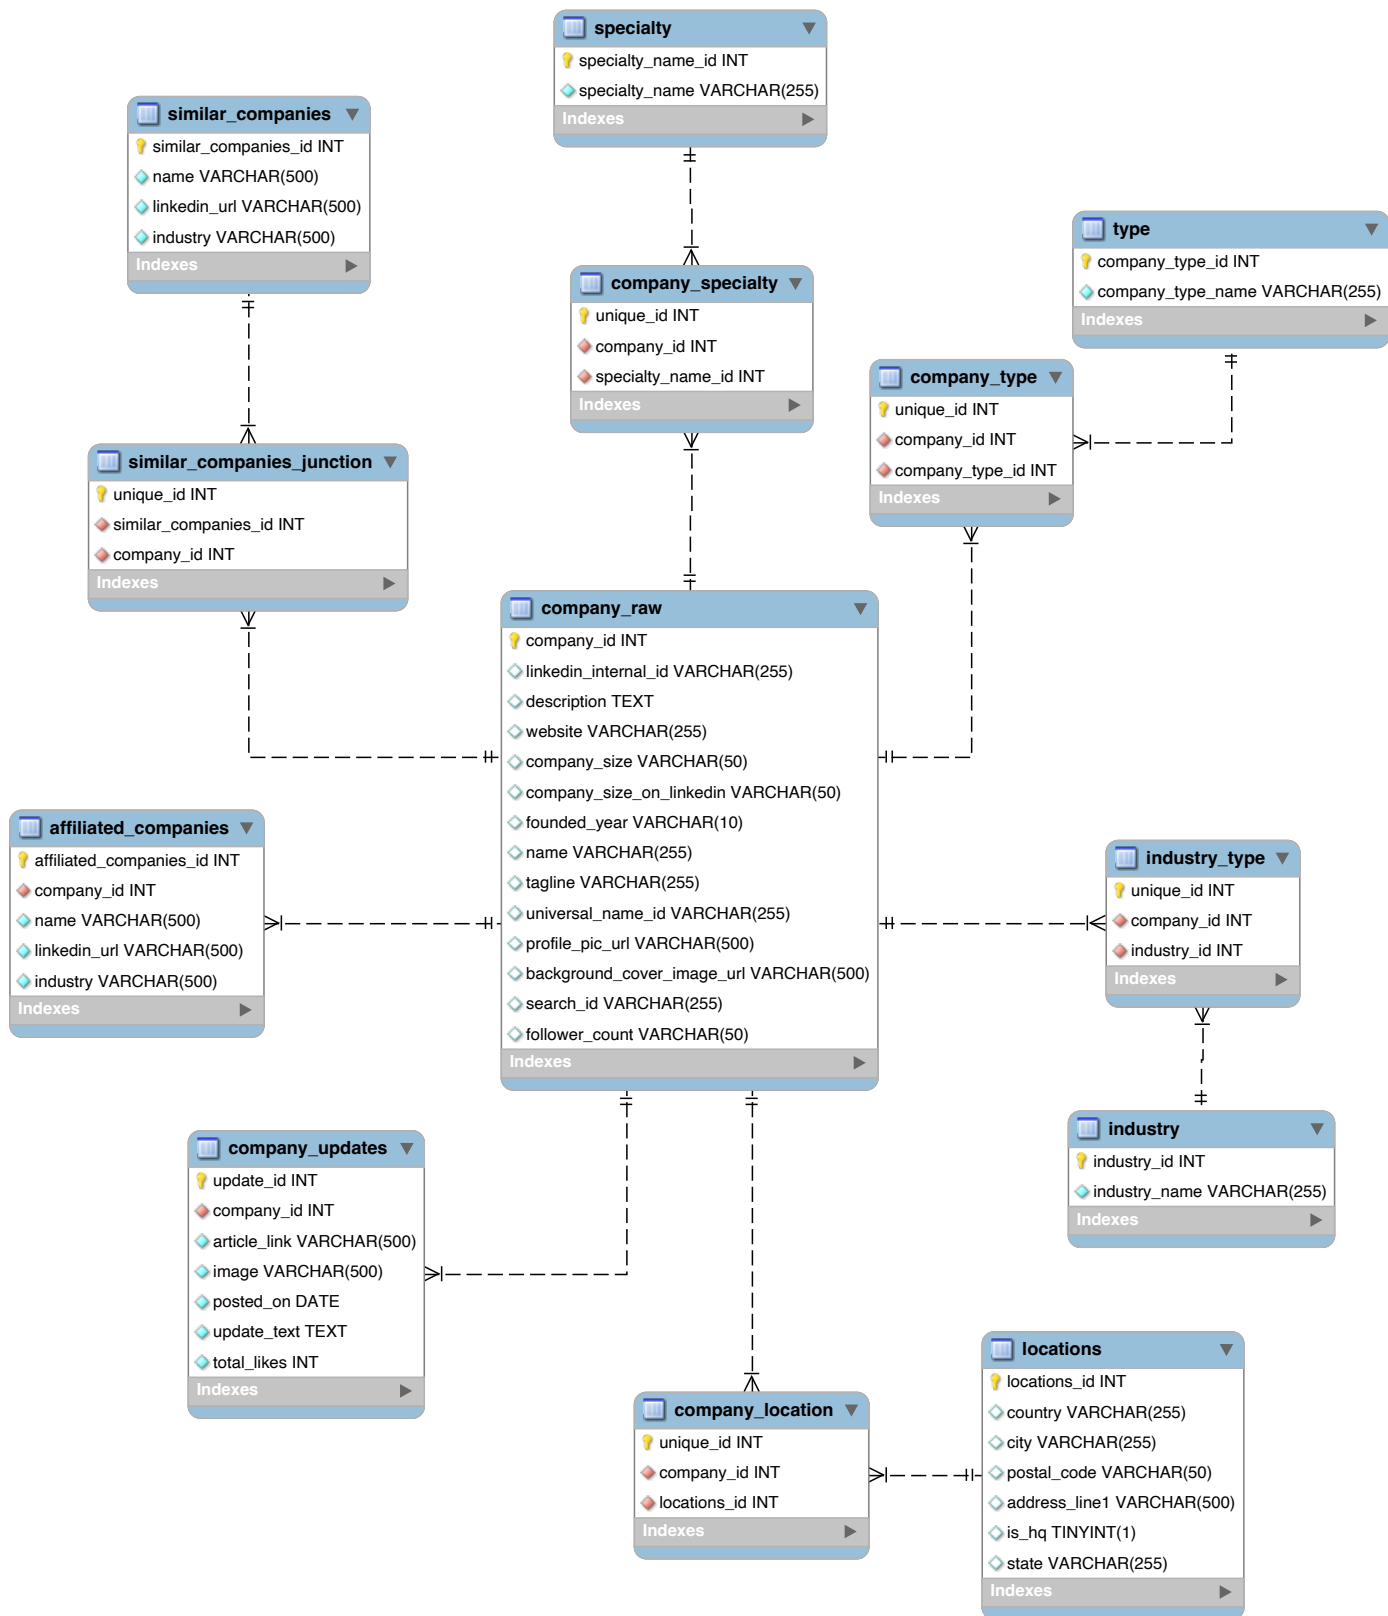 specialty
specialty_name_id INT
specialty_name VARCHAR(255)
Indexes
similar_companies
similar_companies_id INT
name VARCHAR(500)
linkedin_url VARCHAR(500)
industry VARCHAR(500)
Indexes
type
company_type_id INT
company_type_name VARCHAR(255)
Indexes
company_specialty
unique_id INT
company_id INT
specialty_name_id INT
Indexes
company_type
unique_id INT
company_id INT
company_type_id INT
Indexes
similar_companies_junction
unique_id INT
similar_companies_id INT
company_id INT
Indexes
company_raw
company_id INT
linkedin_internal_id VARCHAR(255)
description TEXT
website VARCHAR(255)
company_size VARCHAR(50)
company_size_on_linkedin VARCHAR(50)
founded_year VARCHAR(10)
name VARCHAR(255)
tagline VARCHAR(255)
universal_name_id VARCHAR(255)
profile_pic_url VARCHAR(500)
background_cover_image_url VARCHAR(500)
search_id VARCHAR(255)
follower_count VARCHAR(50)
Indexes
affiliated_companies
affiliated_companies_id INT
company_id INT
name VARCHAR(500)
linkedin_url VARCHAR(500)
industry VARCHAR(500)
Indexes
industry_type
unique_id INT
company_id INT
industry_id INT
Indexes
industry
industry_id INT
industry_name VARCHAR(255)
Indexes
company_updates
update_id INT
company_id INT
article_link VARCHAR(500)
image VARCHAR(500)
posted_on DATE
update_text TEXT
total_likes INT
Indexes
company_location
unique_id INT
company_id INT
locations_id INT
Indexes
locations
locations_id INT
country VARCHAR(255)
city VARCHAR(255)
postal_code VARCHAR(50)
address_line1 VARCHAR(500)
is_hq TINYINT(1)
state VARCHAR(255)
Indexes